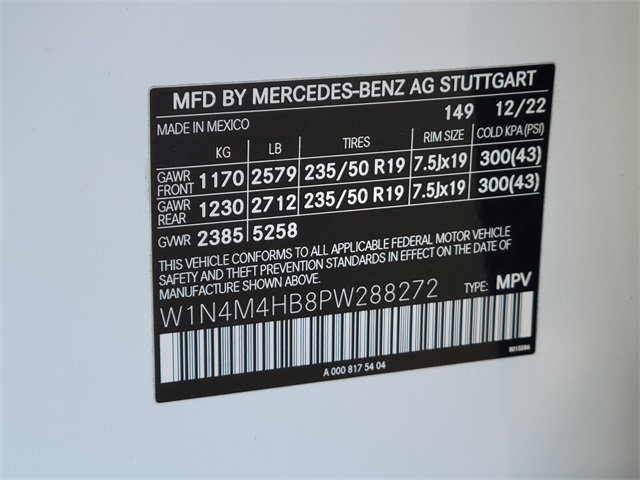 MFD BY MERCEDES-BENZ AG STUTTGART
149 12/22
MADE IN MEXICO
KG LB TIRES RIM SIZE COLD KPA(PSI)
GAWR FRONT 1170 2579 235/50 R19 7.5Jx19 300(43)
GAWR REAR 1230 2712 235/50 R19 7.5Jx19 300(43)
GVWR 2385 5258
THIS VEHICLE CONFORMS TO ALL APPLICABLE FEDERAL MOTOR VEHICLE
SAFETY AND THEFT PREVENTION STANDARDS IN EFFECT ON THE DATE OF
MANUFACTURE SHOWN ABOVE.
W1N4M4HB8PW288272 TYPE: MPV
A 000 817 54 04